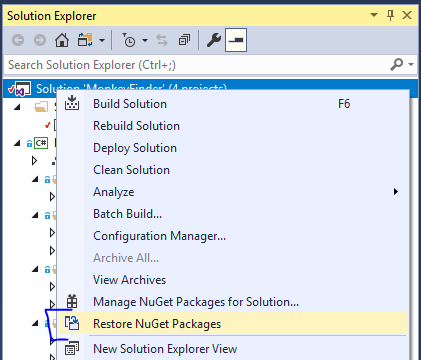 Solution Explorer
Search Solution Explorer (Ctrl+;)
Solution 'MonkeyFinder' (4 projects)
Build Solution F6
Rebuild Solution
Deploy Solution
Clean Solution
Analyze
Batch Build...
Configuration Manager...
Archive All...
View Archives
Manage NuGet Packages for Solution...
Restore NuGet Packages
New Solution Explorer View